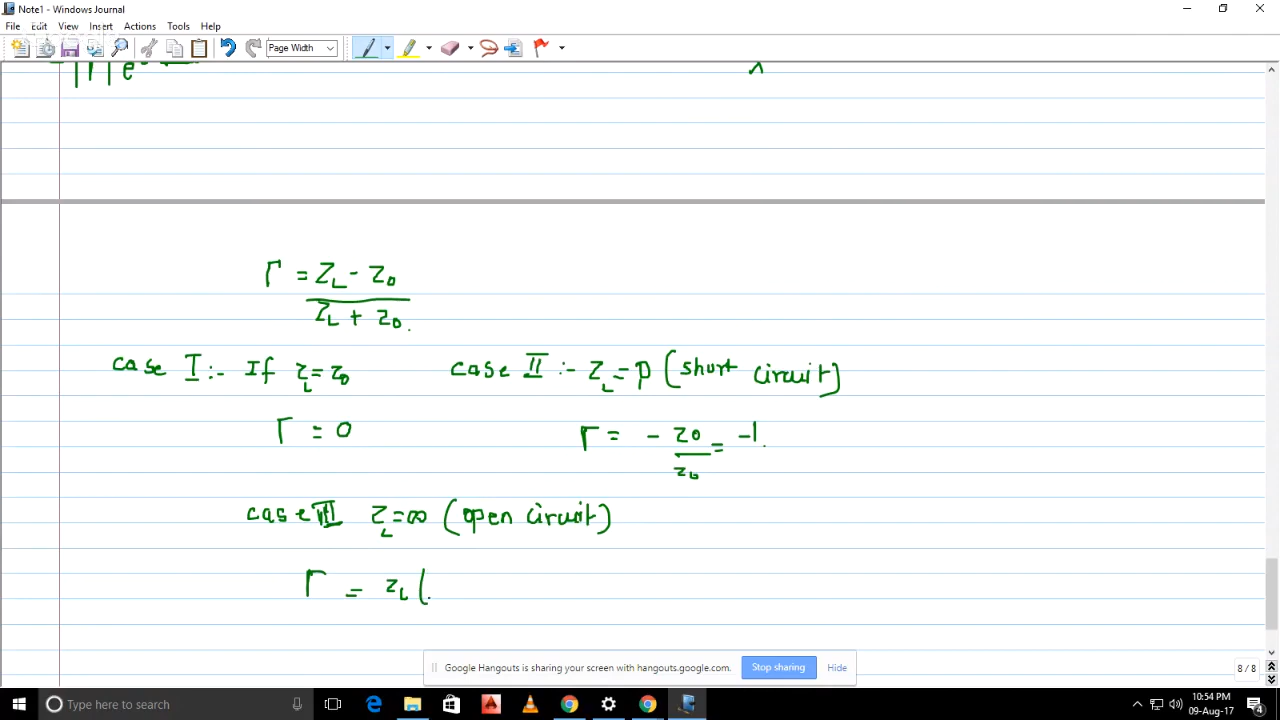 Note1 - Windows Journal
File Edit View Insert Actions Tools Help
Page Width
|Γ| e
Γ = Z_L - Z_0
Z_L + Z_0.
case I :- If Z_L = Z_0
case II :- Z_L = p (short circuit)
Γ = 0
Γ = - Z_0 = -1.
Z_0
case III Z_L = ∞ (open circuit)
Γ = Z_L (.
Google Hangouts is sharing your screen with hangouts.google.com. Stop sharing Hide
8 / 8
Type here to search
10:54 PM
09-Aug-17
4